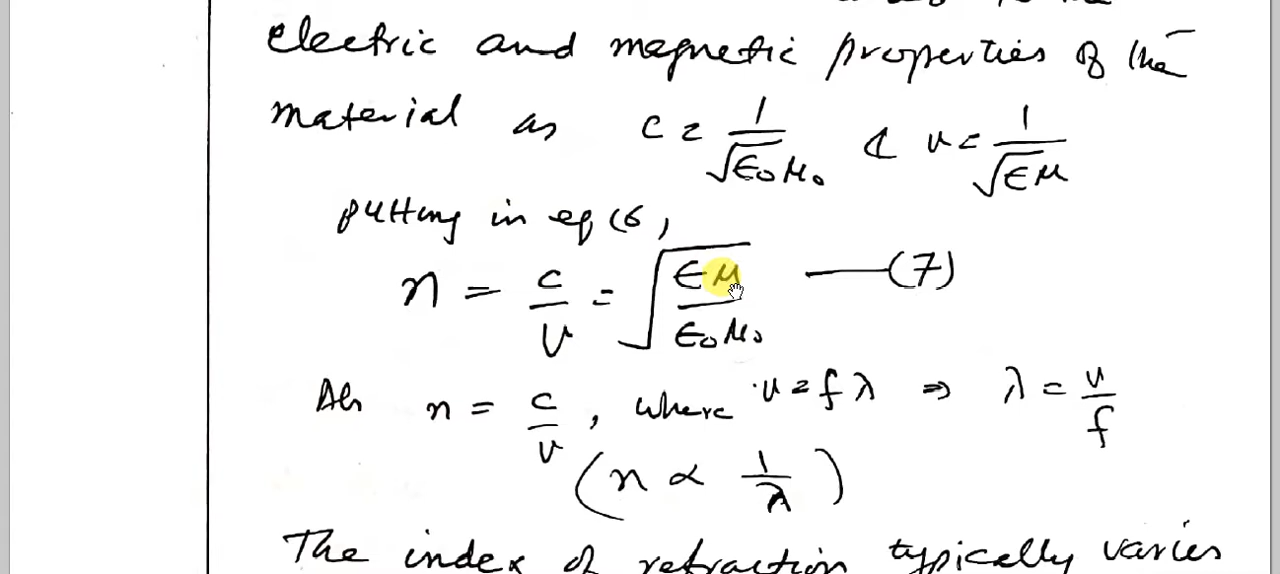 electric and magnetic properties of the
material as c = 1/√ϵ₀μ₀ & v = 1/√ϵμ
putting in eq (6,
n = c/v = √(ϵμ/ϵ₀μ₀) —(7)
Als n = c/v, where v = fλ ⇒ λ = v/f
(n ∝ 1/λ)
The index of refraction typically varies